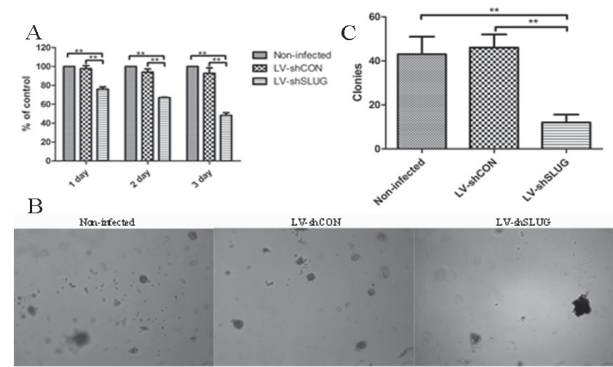 A
% of control
120
100
80
60
40
20
0
** ** **
** ** **
1 day
2 day
3 day
Non-infected
LV-shCON
LV-shSLUG
C
Clonies
60
40
20
0
**
**
Non-infected
LV-shCON
LV-shSLUG
B
Non-infected LV-shCON LV-shSLUG